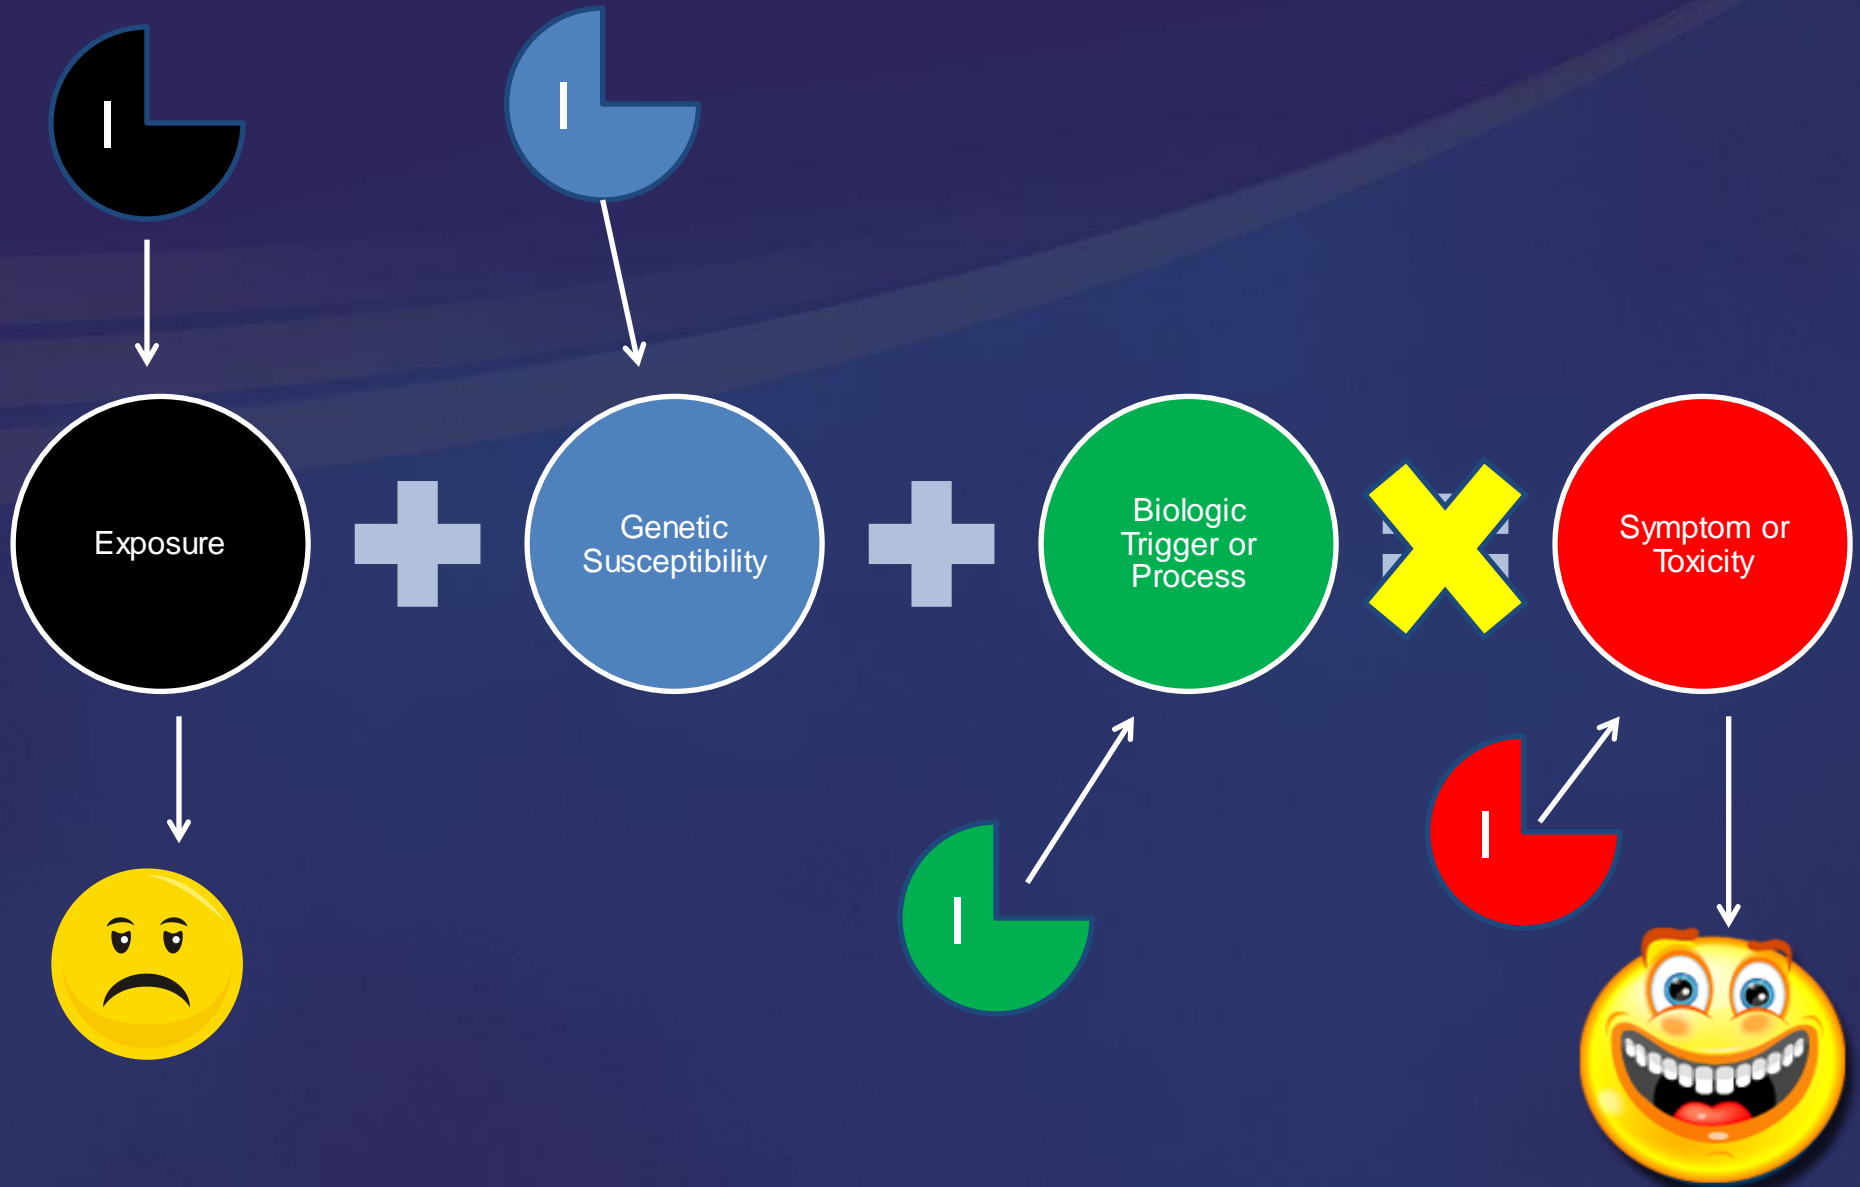 I
I
Exposure
Genetic
Susceptibility
Biologic
Trigger or
Process
Symptom or
Toxicity
I
I